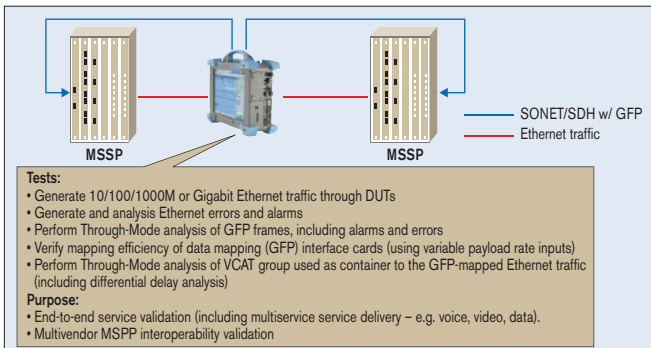 SONET/SDH w/ GFP
Ethernet traffic
MSSP
MSSP
Tests:
• Generate 10/100/1000M or Gigabit Ethernet traffic through DUTs
• Generate and analysis Ethernet errors and alarms
• Perform Through-Mode analysis of GFP frames, including alarms and errors
• Verify mapping efficiency of data mapping (GFP) interface cards (using variable payload rate inputs)
• Perform Through-Mode analysis of VCAT group used as container to the GFP-mapped Ethernet traffic
(including differential delay analysis)
Purpose:
• End-to-end service validation (including multiservice service delivery – e.g. voice, video, data).
• Multivendor MSPP interoperability validation